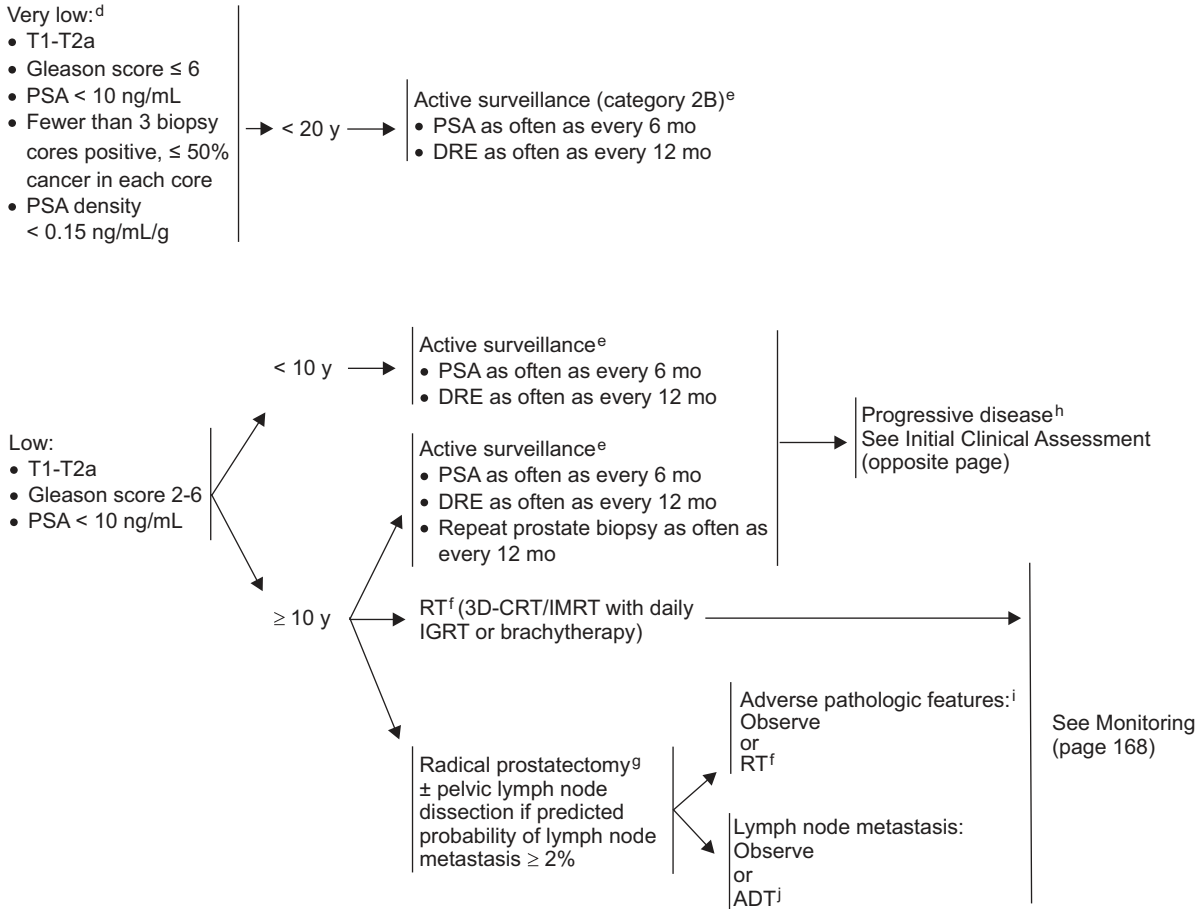 Very low:d
• T1-T2a
• Gleason score ≤ 6
• PSA < 10 ng/mL
• Fewer than 3 biopsy
cores positive, ≤ 50%
cancer in each core
• PSA density
< 0.15 ng/mL/g
< 20 y
Active surveillance (category 2B)e
• PSA as often as every 6 mo
• DRE as often as every 12 mo
Low:
• T1-T2a
• Gleason score 2-6
• PSA < 10 ng/mL
< 10 y
Active surveillancee
• PSA as often as every 6 mo
• DRE as often as every 12 mo
≥ 10 y
Active surveillancee
• PSA as often as every 6 mo
• DRE as often as every 12 mo
• Repeat prostate biopsy as often as
every 12 mo
Progressive diseaseh
See Initial Clinical Assessment
(opposite page)
RTf (3D-CRT/IMRT with daily
IGRT or brachytherapy)
Radical prostatectomyg
± pelvic lymph node
dissection if predicted
probability of lymph node
metastasis ≥ 2%
Adverse pathologic features:i
Observe
or
RTf
Lymph node metastasis:
Observe
or
ADTj
See Monitoring
(page 168)